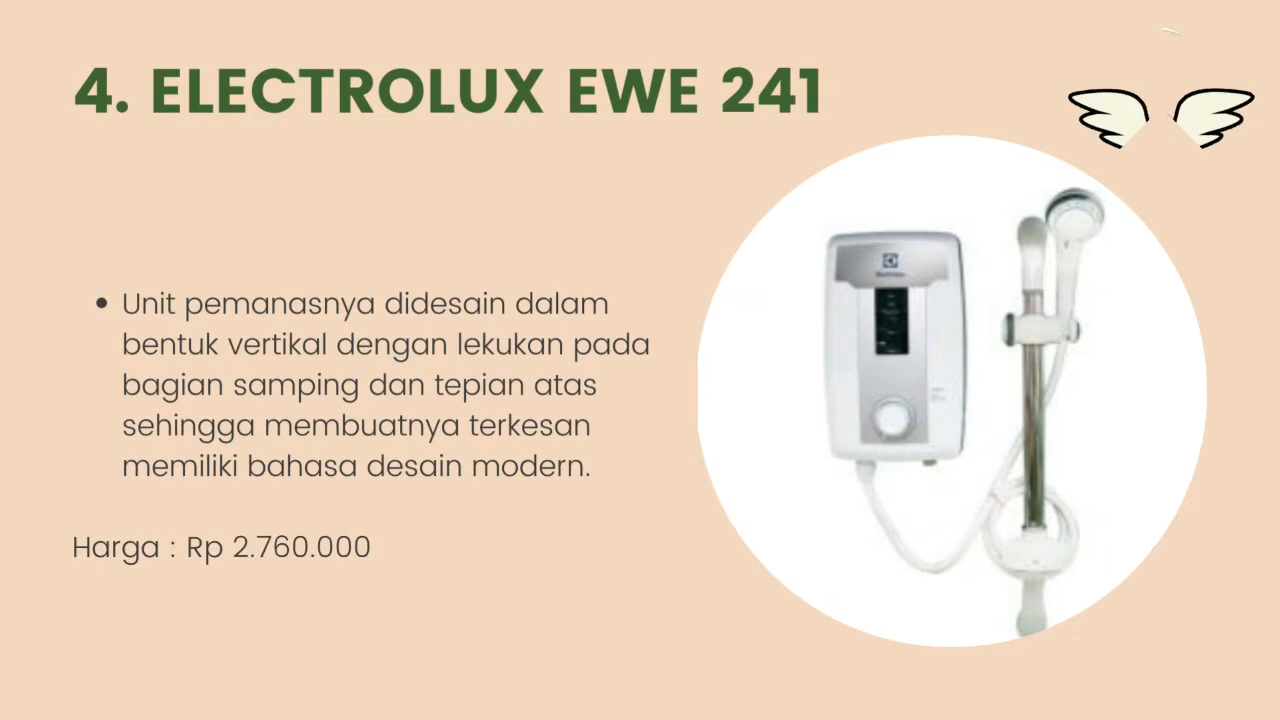 4. ELECTROLUX EWE 241
• Unit pemanasnya didesain dalam
bentuk vertikal dengan lekukan pada
bagian samping dan tepian atas
sehingga membuatnya terkesan
memiliki bahasa desain modern.
Harga : Rp 2.760.000